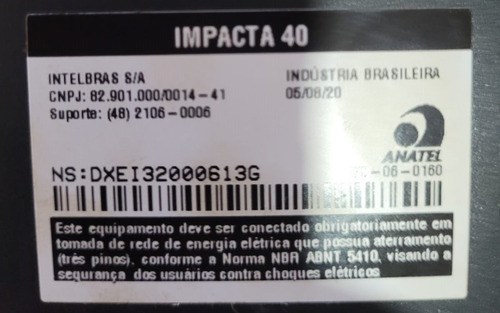 IMPACTA 40
INTELBRAS S/A
CNPJ: 82.901.000/0014-41
Suporte: (48) 2106-0006
INDÚSTRIA BRASILEIRA
05/08/20
ANATEL
-06-0160
NS:DXEI32000613G
Este equipamento deve ser conectado obrigatoriamente em
tomada de rede de energia elétrica que possua aterramento
(três pinos), conforme a Norma NBR ABNT 5410, visando a
segurança dos usuários contra choques elétricos